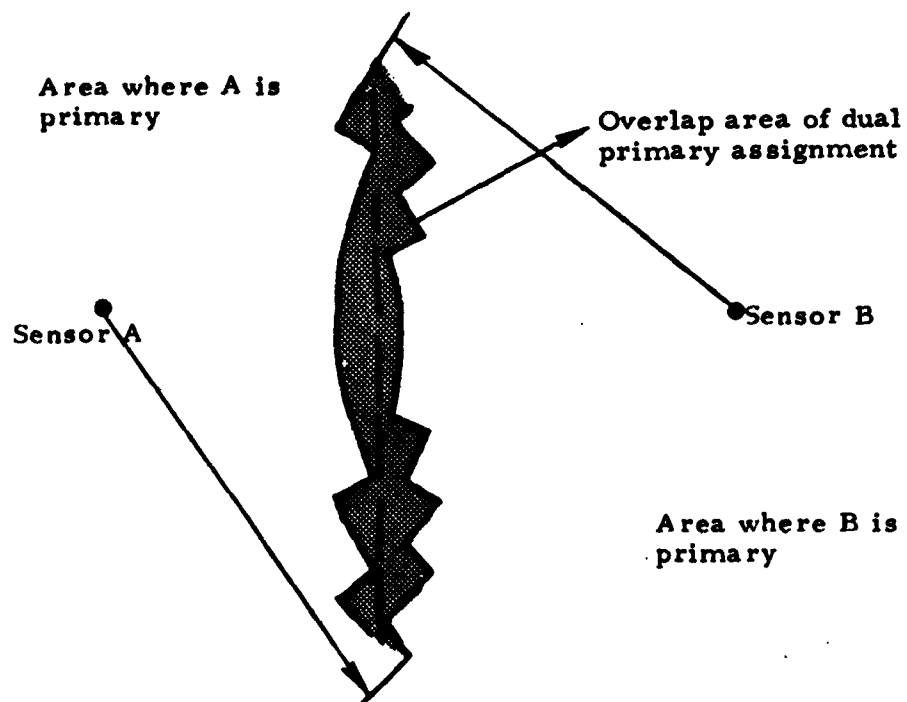 Area where A is
primary
Overlap area of dual
primary assignment
Sensor A
Sensor B
Area where B is
primary